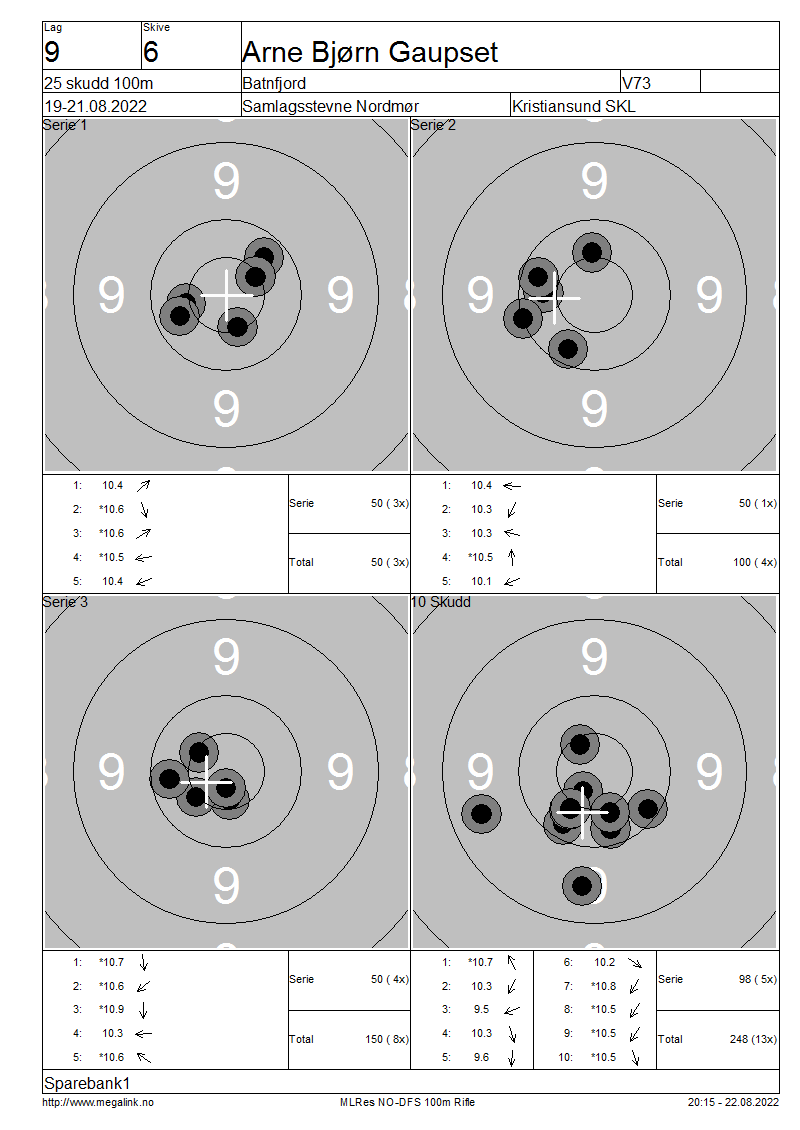 Lag
Skive
9
6
Arne Bjørn Gaupset
25 skudd 100m
Batnfjord
V73
19-21.08.2022
Samlagsstevne Nordmør
Kristiansund SKL
Serie 1
9
9
9
9
Serie 2
9
9
9
9
1: 10.4
2: *10.6
3: *10.6
4: *10.5
5: 10.4
Serie 50 ( 3x)
Total 50 ( 3x)
1: 10.4
2: 10.3
3: 10.3
4: *10.5
5: 10.1
Serie 50 ( 1x)
Total 100 ( 4x)
Serie 3
9
9
9
9
10 Skudd
9
9
9
9
1: *10.7
2: *10.6
3: *10.9
4: 10.3
5: *10.6
Serie 50 ( 4x)
Total 150 ( 8x)
1: *10.7
2: 10.3
3: 9.5
4: 10.3
5: 9.6
6: 10.2
7: *10.8
8: *10.5
9: *10.5
10: *10.5
Serie 98 ( 5x)
Total 248 (13x)
Sparebank1
http://www.megalink.no
MLRes NO-DFS 100m Rifle
20:15 - 22.08.2022